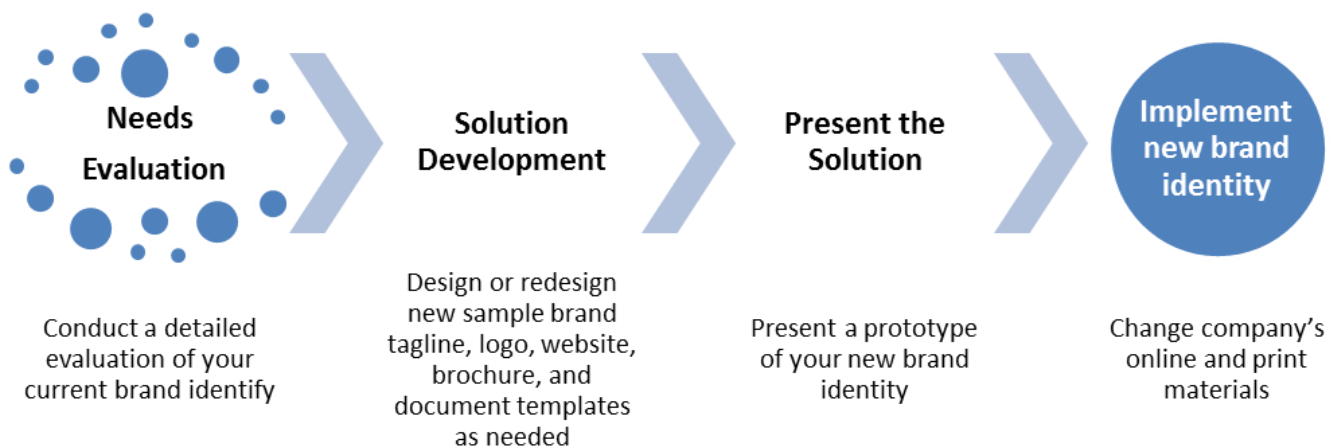 Needs
Evaluation
Solution
Development
Present the
Solution
Implement
new brand
identity
Conduct a detailed
evaluation of your
current brand identify
Design or redesign
new sample brand
tagline, logo, website,
brochure, and
document templates
as needed
Present a prototype
of your new brand
identity
Change company’s
online and print
materials